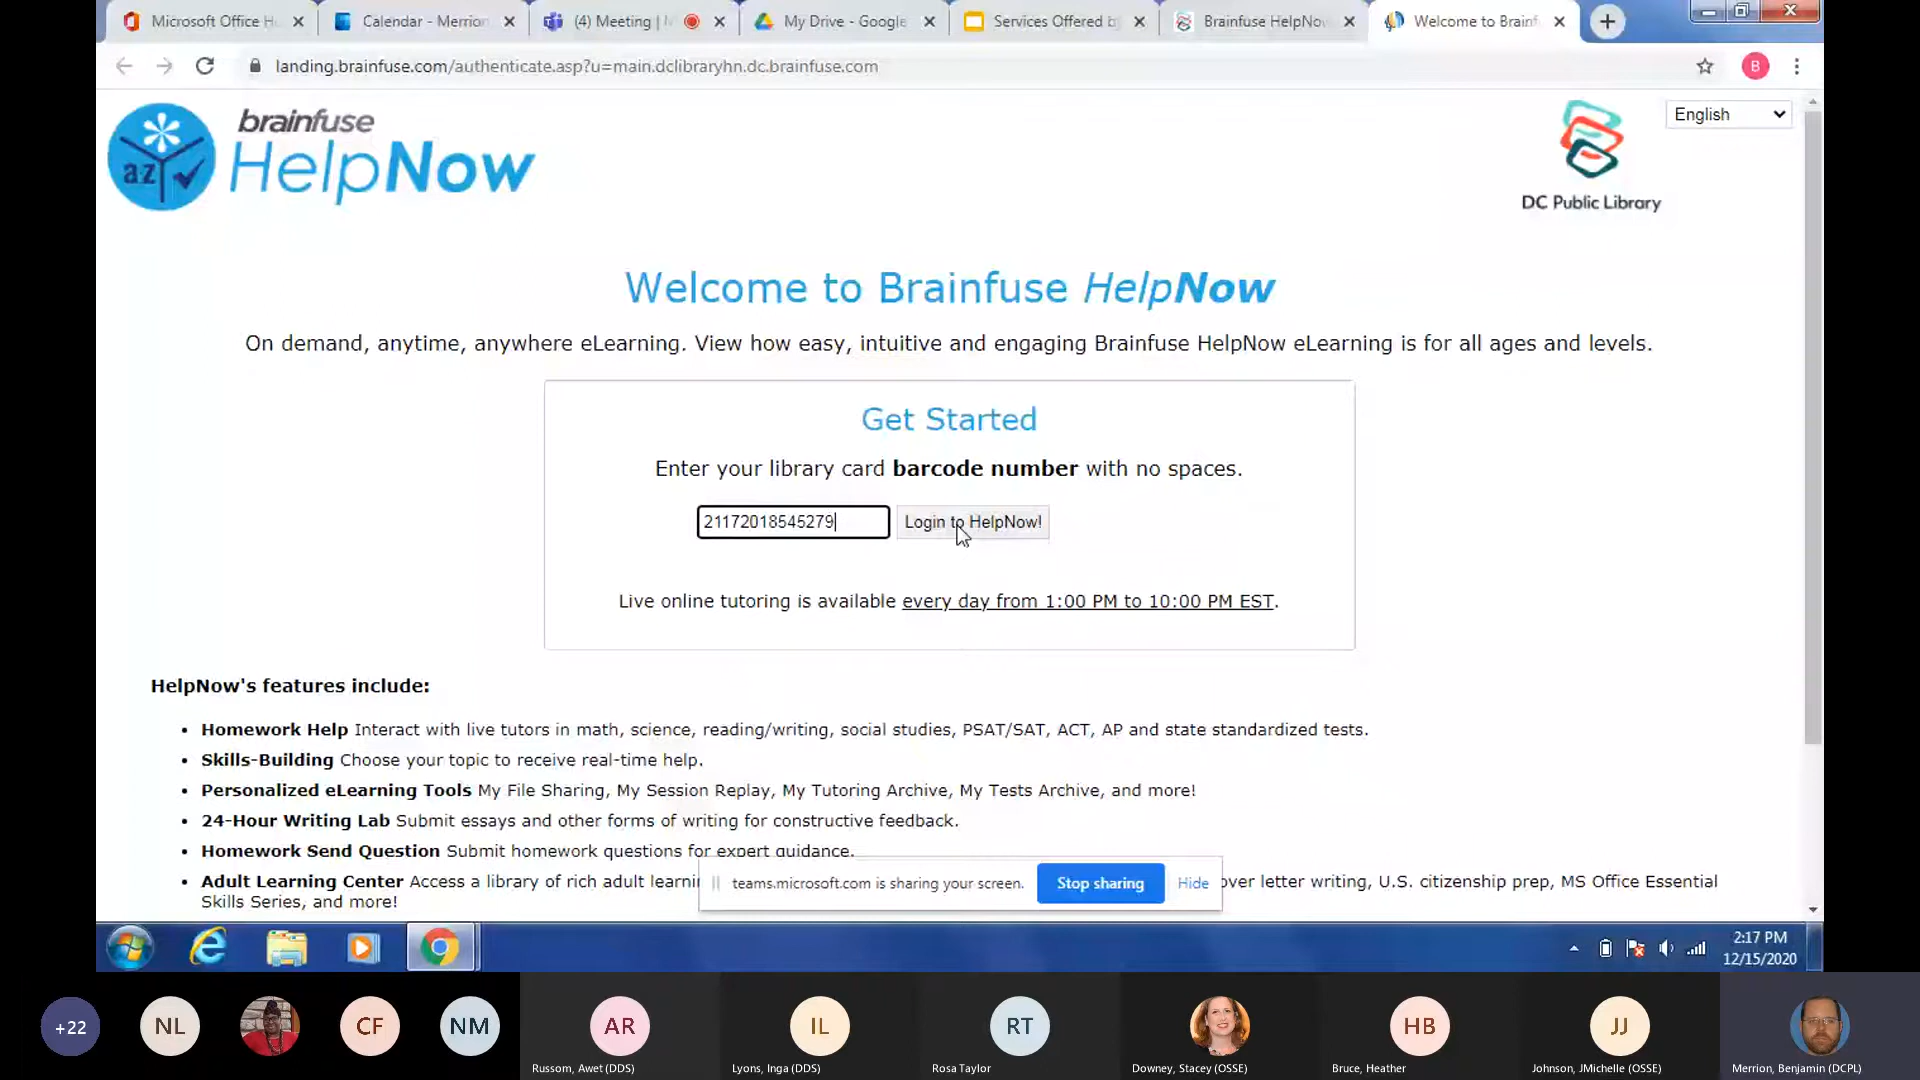 Microsoft Office H
Calendar - Merrion
(4) Meeting |
My Drive - Google
Services Offered b
Brainfuse HelpNo
Welcome to Brainf
B
landing.brainfuse.com/authenticate.asp?u=main.dclibraryhn.dc.brainfuse.com
English
az
brainfuse
HelpNow
DC Public Library
Welcome to Brainfuse HelpNow
On demand, anytime, anywhere eLearning. View how easy, intuitive and engaging Brainfuse HelpNow eLearning is for all ages and levels.
Get Started
Enter your library card barcode number with no spaces.
21172018545279
Login to HelpNow!
Live online tutoring is available every day from 1:00 PM to 10:00 PM EST.
HelpNow's features include:
• Homework Help Interact with live tutors in math, science, reading/writing, social studies, PSAT/SAT, ACT, AP and state standardized tests.
• Skills-Building Choose your topic to receive real-time help.
• Personalized eLearning Tools My File Sharing, My Session Replay, My Tutoring Archive, My Tests Archive, and more!
• 24-Hour Writing Lab Submit essays and other forms of writing for constructive feedback.
• Homework Send Question Submit homework questions for expert guidance.
• Adult Learning Center Access a library of rich adult learni over letter writing, U.S. citizenship prep, MS Office Essential
Skills Series, and more!
teams.microsoft.com is sharing your screen.
Stop sharing
Hide
2:17 PM
12/15/2020
+22
NL
CF
NM
AR
IL
RT
HB
JJ
Russom, Awet (DDS)
Lyons, Inga (DDS)
Rosa Taylor
Downey, Stacey (OSSE)
Bruce, Heather
Johnson, JMichelle (OSSE)
Merrion, Benjamin (DCPL)